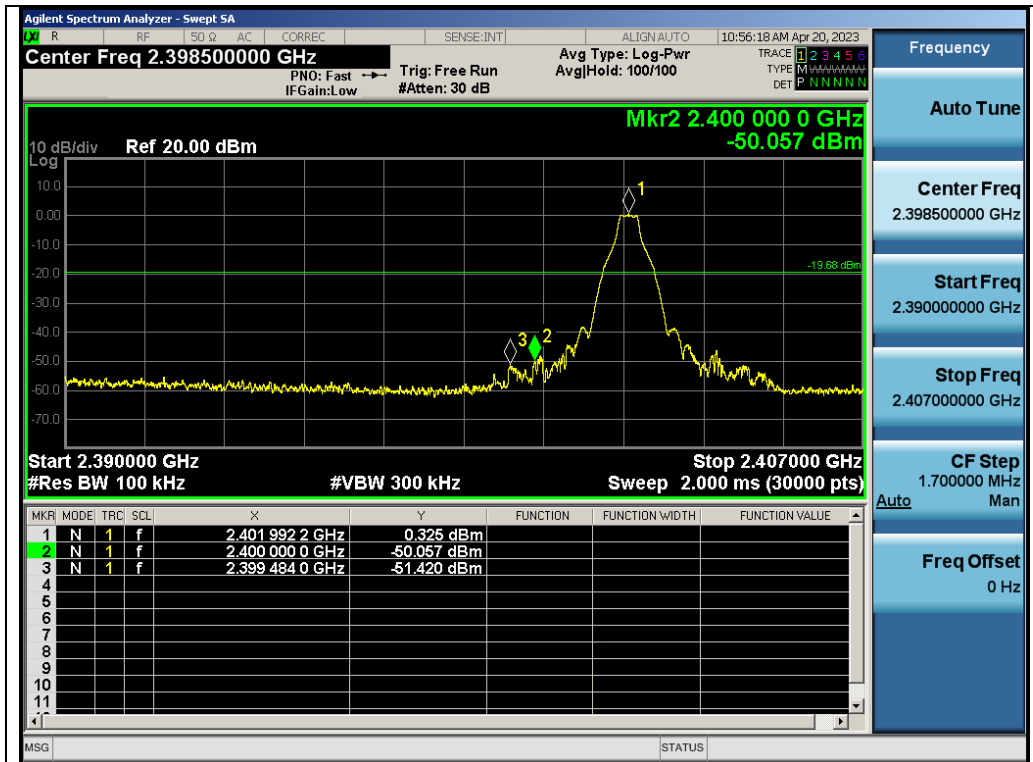 Agilent Spectrum Analyzer - Swept SA
LXI R RF 50 Ω AC CORREC SENSE:INT ALIGN AUTO 10:56:18 AM Apr 20, 2023
Center Freq 2.398500000 GHz
Avg Type: Log-Pwr
TRACE 1 2 3 4 5 6
PNO: Fast Trig: Free Run Avg|Hold: 100/100
TYPE M W W W W W
IFGain:Low #Atten: 30 dB
DET P N N N N N
Mkr2 2.400 000 0 GHz
-50.057 dBm
10 dB/div Ref 20.00 dBm
Log
10.0
0.00
-10.0
-20.0
-30.0
-40.0
-50.0
-60.0
-70.0
1
-19.68 dBm
3 2
Start 2.390000 GHz Stop 2.407000 GHz
#Res BW 100 kHz #VBW 300 kHz Sweep 2.000 ms (30000 pts)
MKR MODE TRC SCL X Y FUNCTION FUNCTION WIDTH FUNCTION VALUE
1 N 1 f 2.401 992 2 GHz 0.325 dBm
2 N 1 f 2.400 000 0 GHz -50.057 dBm
3 N 1 f 2.399 484 0 GHz -51.420 dBm
4
5
6
7
8
9
10
11
MSG STATUS
Frequency
Auto Tune
Center Freq
2.398500000 GHz
Start Freq
2.390000000 GHz
Stop Freq
2.407000000 GHz
CF Step
1.700000 MHz
Auto Man
Freq Offset
0 Hz